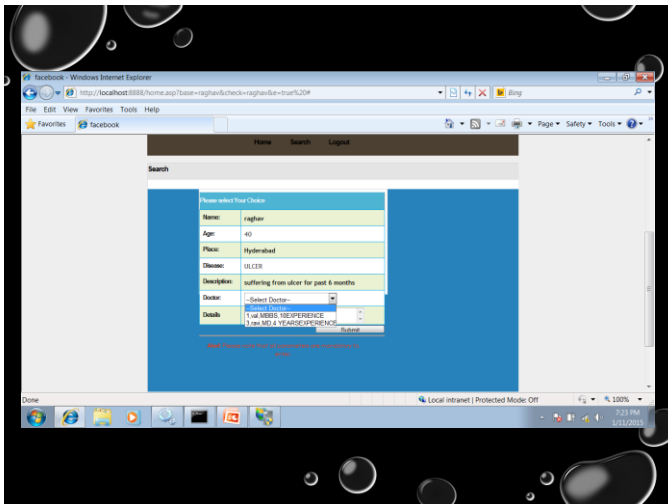 facebook - Windows Internet Explorer
http://localhost:8888/home.asp?base=raghav&check=raghav&e=true%20#
Bing
File Edit View Favorites Tools Help
Favorites facebook Page Safety Tools
Home Search Logout
Search
Please select Your Choice
Name: raghav
Age: 40
Place: Hyderabad
Disease: ULCER
Description: suffering from ulcer for past 6 months
Doctor: --Select Doctor--
--Select Doctor--
1,val,MBBS,10EXPERIENCE
Details
3,ravi,MD,4 YEARSEXPERIENCE
Submit
Done Local intranet | Protected Mode: Off 100%
7:23 PM
1/11/2015